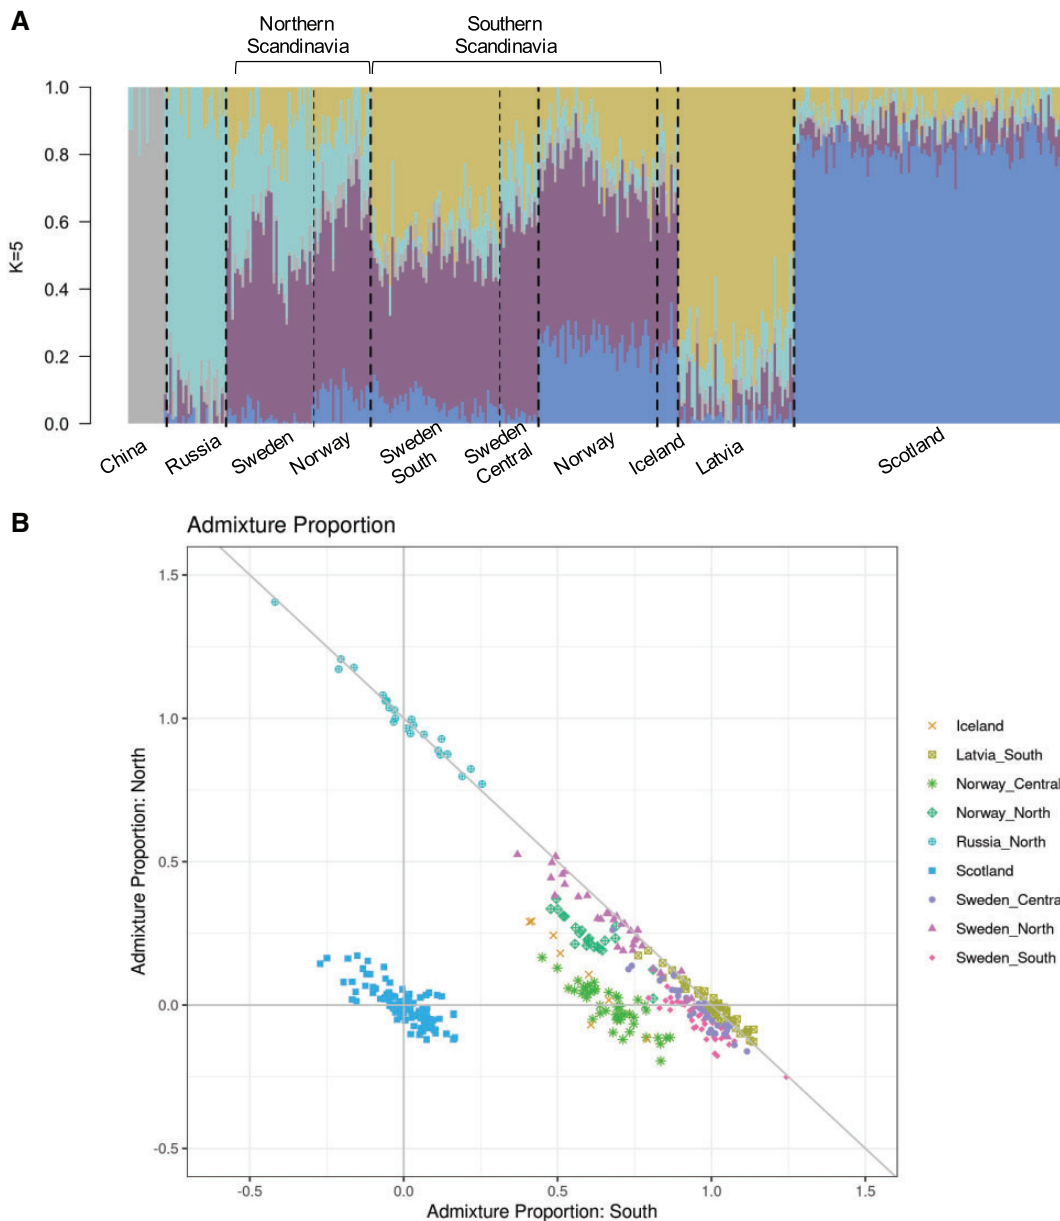 A
Northern
Scandinavia
Southern
Scandinavia
K=5
1.0
0.8
0.6
0.4
0.2
0.0
China
Russia
Sweden
Norway
Sweden
South
Sweden
Central
Norway
Iceland
Latvia
Scotland
B
Admixture Proportion
Admixture Proportion: North
1.5
1.0
0.5
0.0
-0.5
-0.5
0.0
0.5
1.0
1.5
Admixture Proportion: South
Iceland
Latvia_South
Norway_Central
Norway_North
Russia_North
Scotland
Sweden_Centra
Sweden_North
Sweden_South